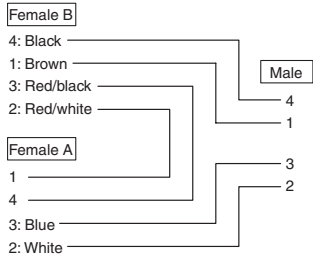 Female B
4: Black
1: Brown
3: Red/black
2: Red/white
Female A
1
4
3: Blue
2: White
Male
4
1
3
2